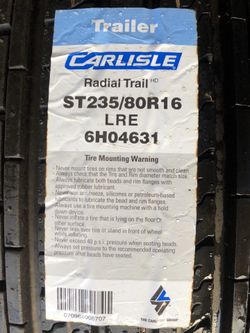 Trailer
CARLISLE
Radial Trail HD
ST235/80R16
LRE
6H04631
Tire Mounting Warning
Never mount tires on rims that are not smooth and clean
Always check that the Tire and Rim diameter match size.
Always lubricate both beads and rim flanges with
approved rubber lubricant.
Never use antifreeze, silicones or petroleum-based
lubricants to lubricate beads and rim flanges.
Always use a tire mounting machine with a hold
down device.
Never inflate a tire that is lying on the floor or
other surface.
Never lean over tire or stand in front of wheel
when inflating.
Never exceed 40 p.s.i. pressure when seating beads.
Always return to recommended operating pressure
after beads have seated.
THE CARLSTAR GROUP